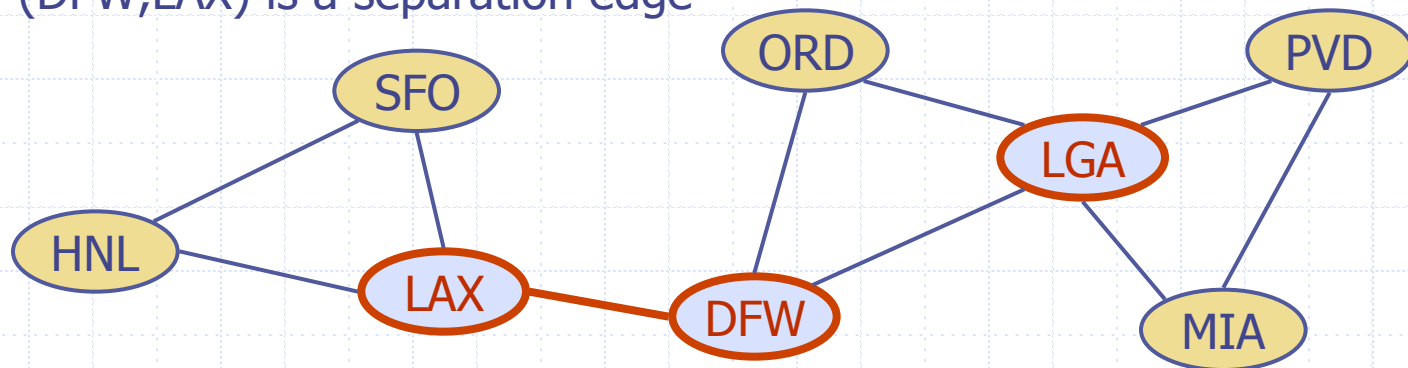 (DFW,LAX) is a separation edge
ORD
PVD
SFO
LGA
HNL
LAX
DFW
MIA